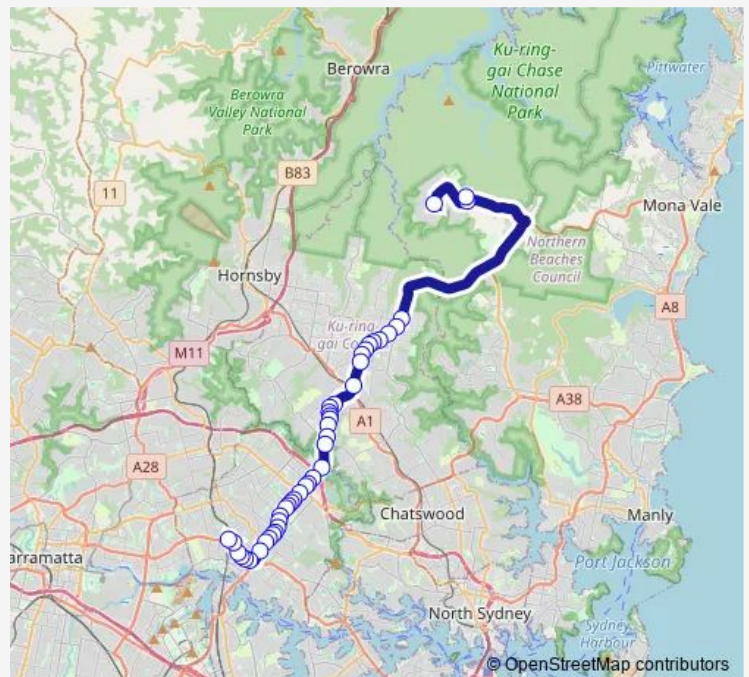 Ku-ring-
gai Chase
National
Park
Pittwater
Berowra
Berowra
Valley National
Park
B83
11
Mona Vale
Northern
Beaches
Council
Hornsby
A8
Ku-ring-
M11
A38
A1
A28
Chatswood
Manly
arramatta
Port Jackson
North Sydney
Sydney
Harbour
© OpenStreetMap contributors